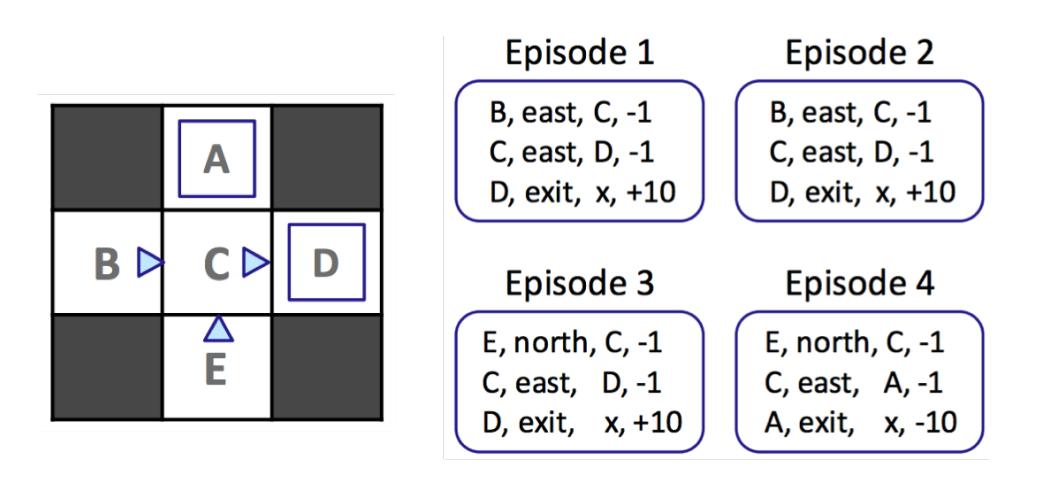 A
B
C
D
E
Episode 1
B, east, C, -1
C, east, D, -1
D, exit, x, +10
Episode 2
B, east, C, -1
C, east, D, -1
D, exit, x, +10
Episode 3
E, north, C, -1
C, east, D, -1
D, exit, x, +10
Episode 4
E, north, C, -1
C, east, A, -1
A, exit, x, -10